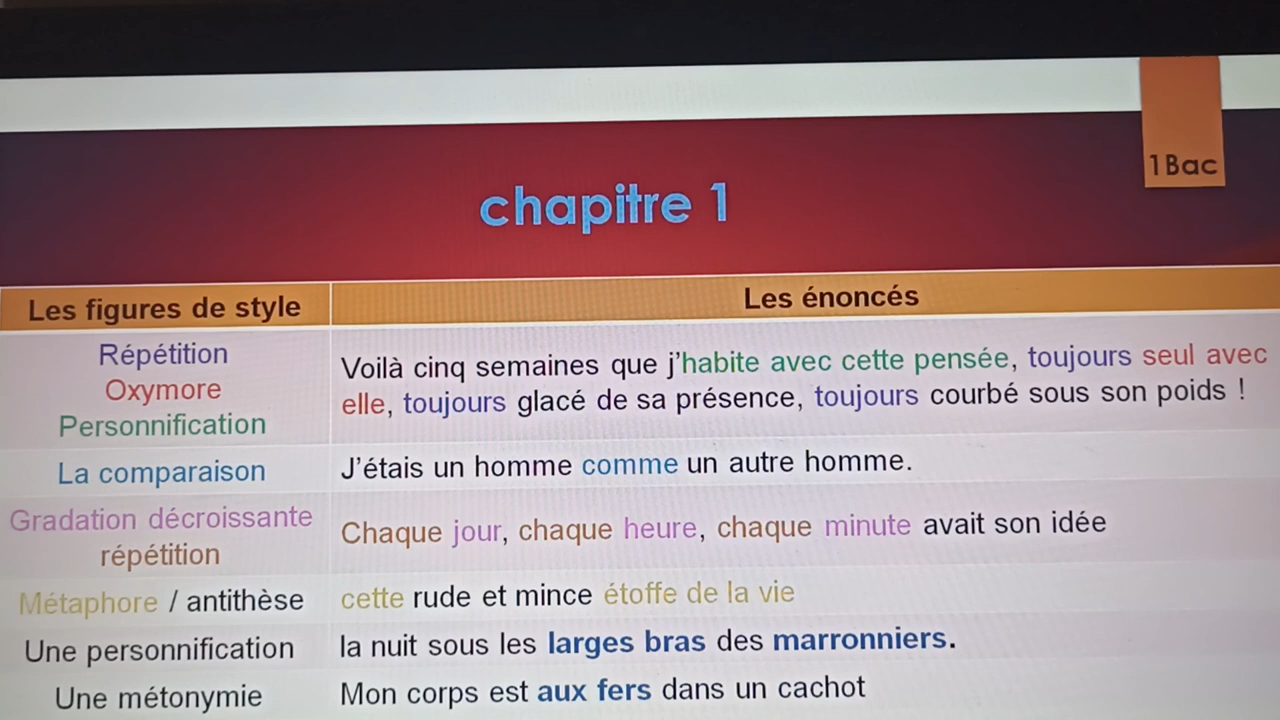 1Bac
chapitre 1
Les figures de style
Les énoncés
Répétition
Oxymore
Personnification
Voilà cinq semaines que j'habite avec cette pensée, toujours seul avec
elle, toujours glacé de sa présence, toujours courbé sous son poids !
La comparaison
J'étais un homme comme un autre homme.
Gradation décroissante
répétition
Chaque jour, chaque heure, chaque minute avait son idée
Métaphore / antithèse
cette rude et mince étoffe de la vie
Une personnification
la nuit sous les larges bras des marronniers.
Une métonymie
Mon corps est aux fers dans un cachot